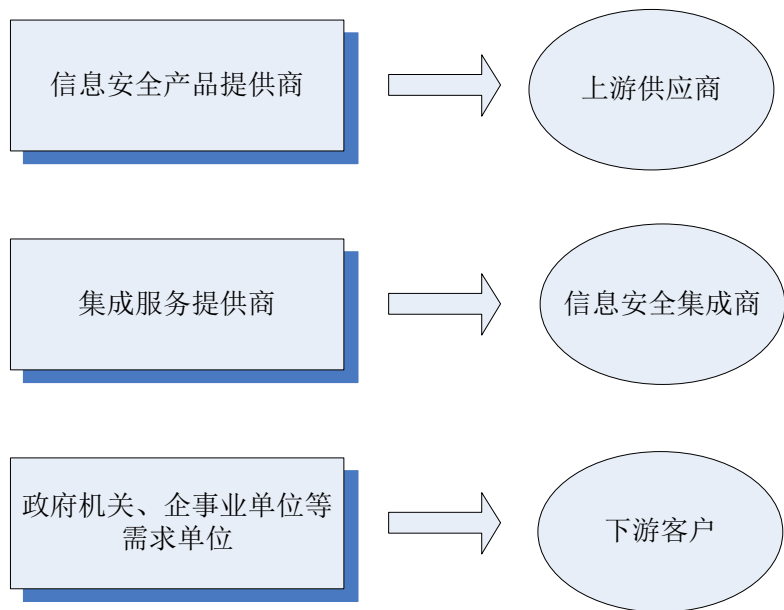 信息安全产品提供商
上游供应商
集成服务提供商
信息安全集成商
政府机关、企事业单位等
需求单位
下游客户